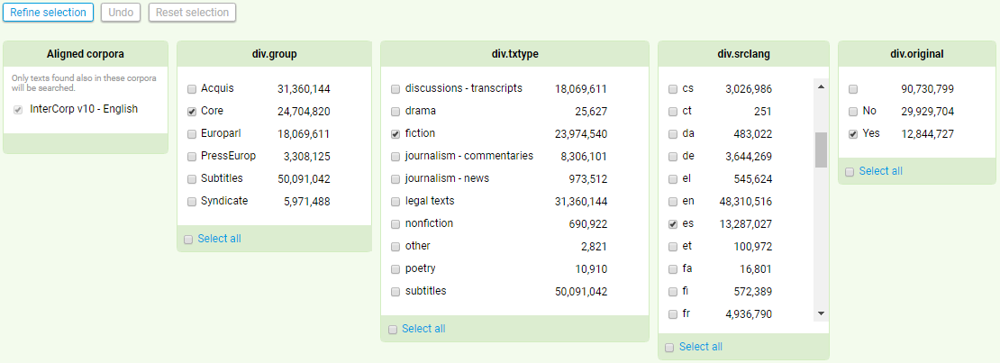 Refine selection Undo Reset selection
Aligned corpora
Only texts found also in these corpora
will be searched.
InterCorp v10 - English
div.group
Acquis 31,360,144
Core 24,704,820
Europarl 18,069,611
PressEurop 3,308,125
Subtitles 50,091,042
Syndicate 5,971,488
Select all
div.txtype
discussions - transcripts 18,069,611
drama 25,627
fiction 23,974,540
journalism - commentaries 8,306,101
journalism - news 973,512
legal texts 31,360,144
nonfiction 690,922
other 2,821
poetry 10,910
subtitles 50,091,042
Select all
div.srclang
cs 3,026,986
ct 251
da 483,022
de 3,644,269
el 545,624
en 48,310,516
es 13,287,027
et 100,972
fa 16,801
fi 572,389
fr 4,936,790
Select all
div.original
90,730,799
No 29,929,704
Yes 12,844,727
Select all